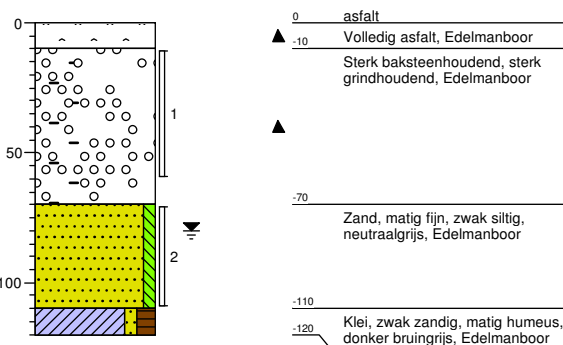 0
50
100
1
2
0
asfalt
-10
Volledig asfalt, Edelmanboor
Sterk baksteenhoudend, sterk
grindhoudend, Edelmanboor
-70
Zand, matig fijn, zwak siltig,
neutraalgrijs, Edelmanboor
-110
Klei, zwak zandig, matig humeus,
donker bruingrijs, Edelmanboor
-120